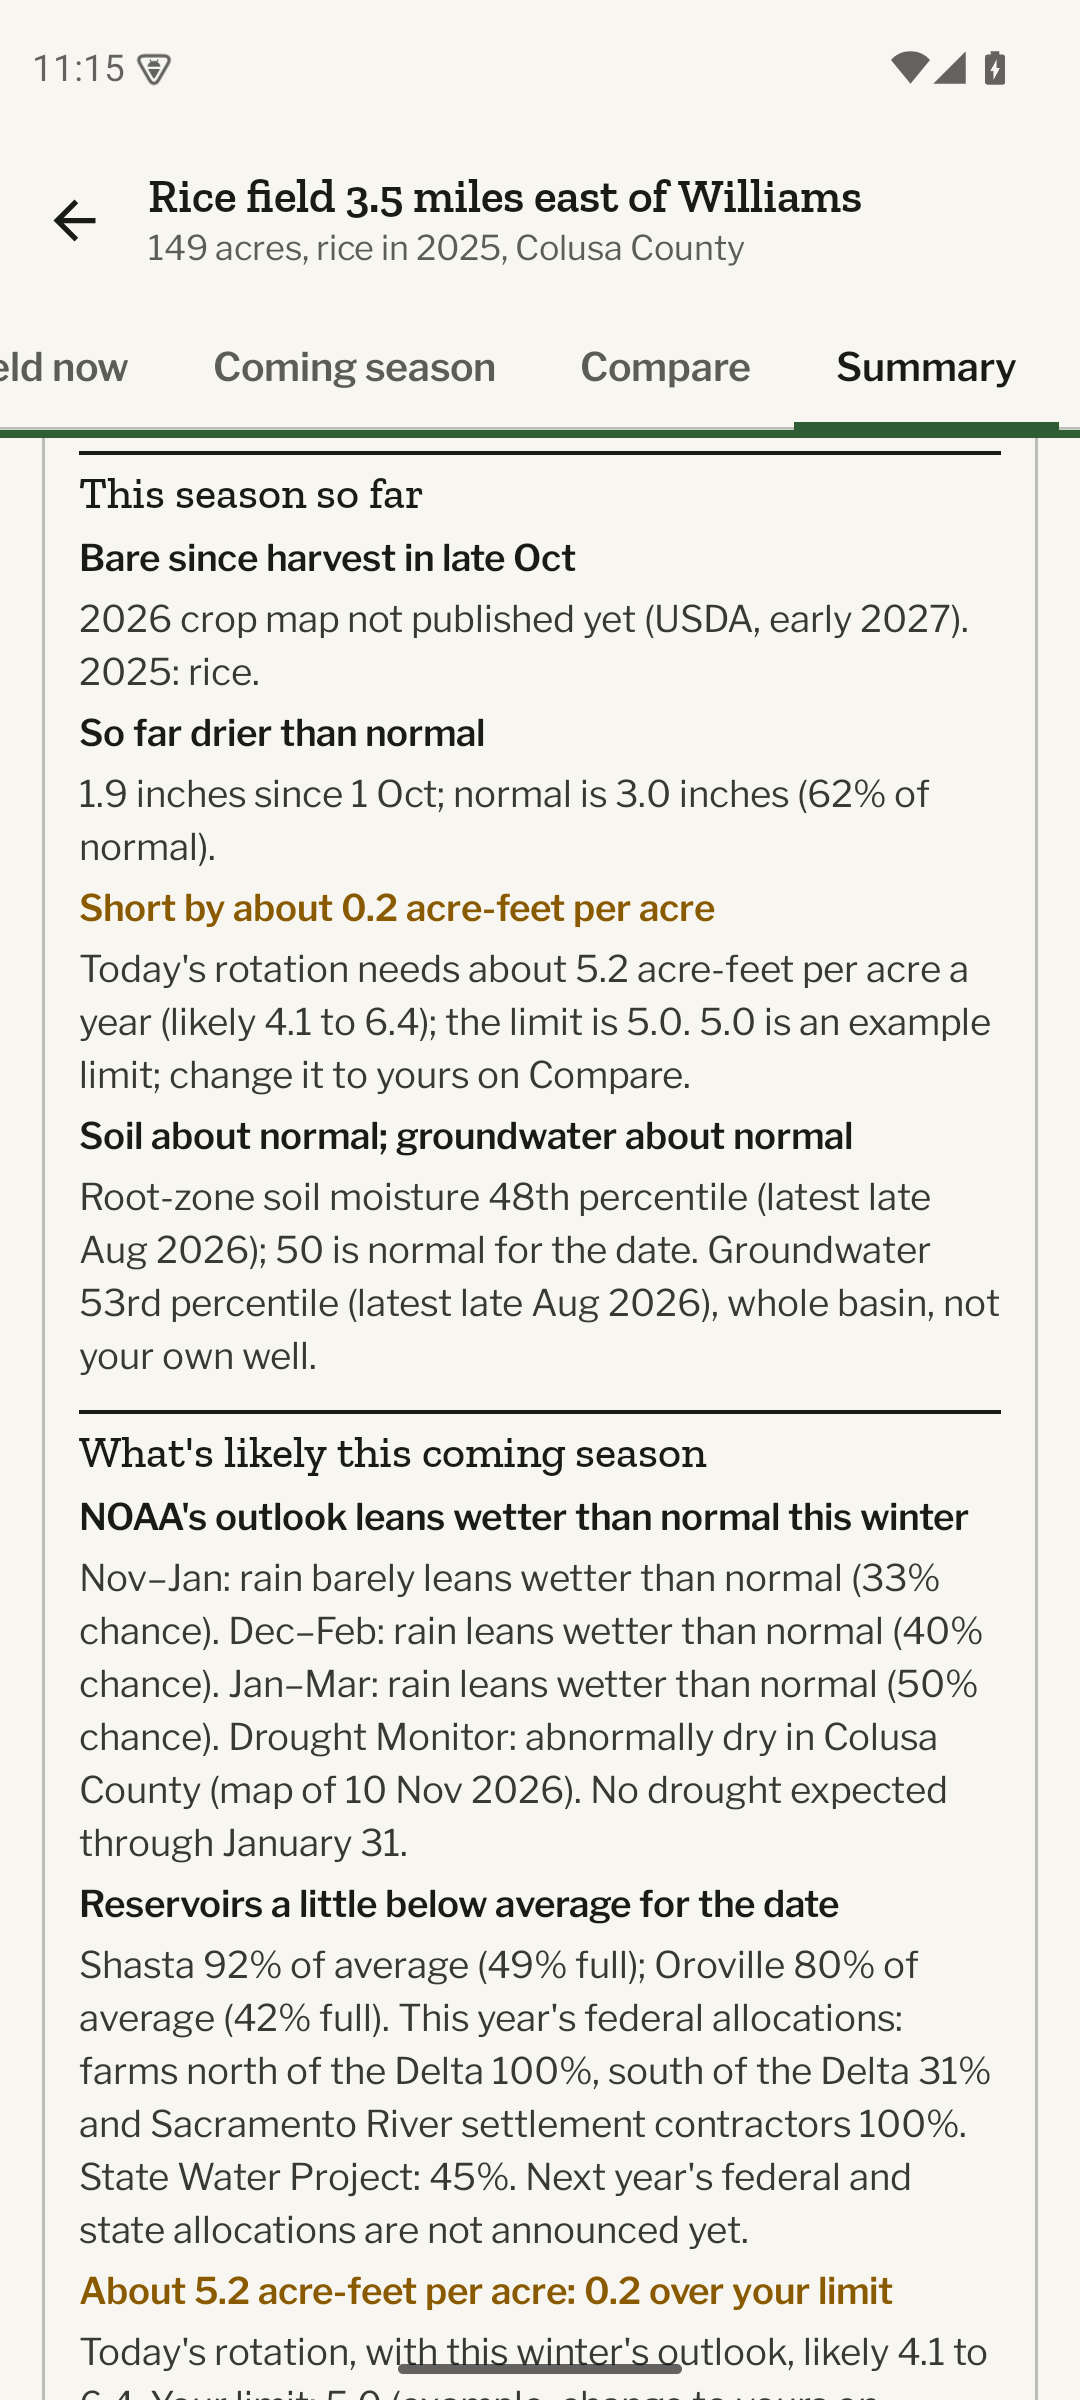 11:15
Rice field 3.5 miles east of Williams
149 acres, rice in 2025, Colusa County
eld now Coming season Compare Summary
This season so far
Bare since harvest in late Oct
2026 crop map not published yet (USDA, early 2027).
2025: rice.
So far drier than normal
1.9 inches since 1 Oct; normal is 3.0 inches (62% of
normal).
Short by about 0.2 acre-feet per acre
Today's rotation needs about 5.2 acre-feet per acre a
year (likely 4.1 to 6.4); the limit is 5.0. 5.0 is an example
limit; change it to yours on Compare.
Soil about normal; groundwater about normal
Root-zone soil moisture 48th percentile (latest late
Aug 2026); 50 is normal for the date. Groundwater
53rd percentile (latest late Aug 2026), whole basin, not
your own well.
What's likely this coming season
NOAA's outlook leans wetter than normal this winter
Nov–Jan: rain barely leans wetter than normal (33%
chance). Dec–Feb: rain leans wetter than normal (40%
chance). Jan–Mar: rain leans wetter than normal (50%
chance). Drought Monitor: abnormally dry in Colusa
County (map of 10 Nov 2026). No drought expected
through January 31.
Reservoirs a little below average for the date
Shasta 92% of average (49% full); Oroville 80% of
average (42% full). This year's federal allocations:
farms north of the Delta 100%, south of the Delta 31%
and Sacramento River settlement contractors 100%.
State Water Project: 45%. Next year's federal and
state allocations are not announced yet.
About 5.2 acre-feet per acre: 0.2 over your limit
Today's rotation, with this winter's outlook, likely 4.1 to
6.4. Your limit: 5.0 (example, change to yours on